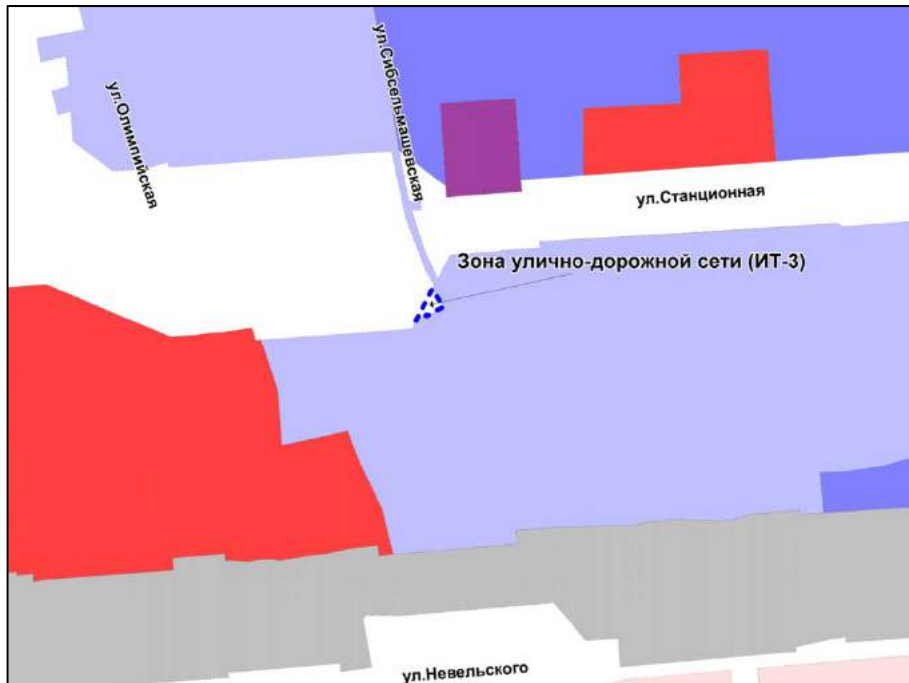 ул.Олимпийская
ул.Сибсельмашевская
ул.Станционная
Зона улично-дорожной сети (ИТ-3)
ул.Невельского